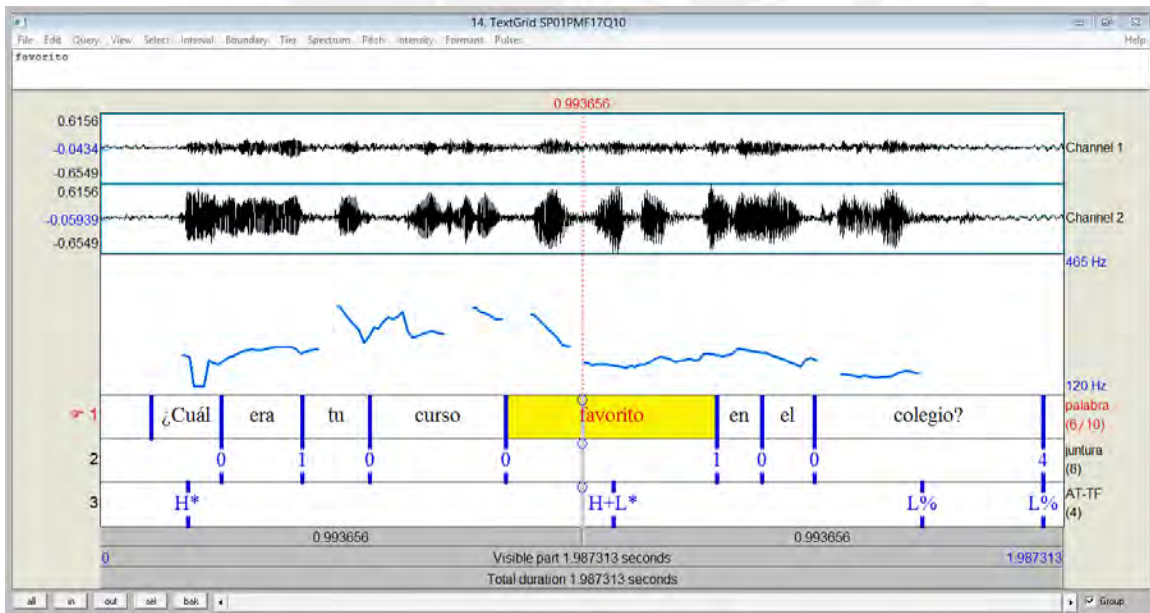 14. TextGrid SP01PMF17Q10
File Edit Query View Select Interval Boundary Tier Spectrum Pitch Intensity Formant Pulses Help
favorito
0.993656
0.6156
-0.0434
-0.6549
Channel 1
0.6156
-0.05939
-0.6549
Channel 2
465 Hz
120 Hz
1 ¿Cuál era tu curso favorito en el colegio? palabra (6/10)
2 0 1 0 0 1 0 0 4 juntura (8)
3 H* H+L* L% L% AT-TF (4)
0.993656 0.993656
0 Visible part 1.987313 seconds 1.987313
Total duration 1.987313 seconds
all in out sel bak Group